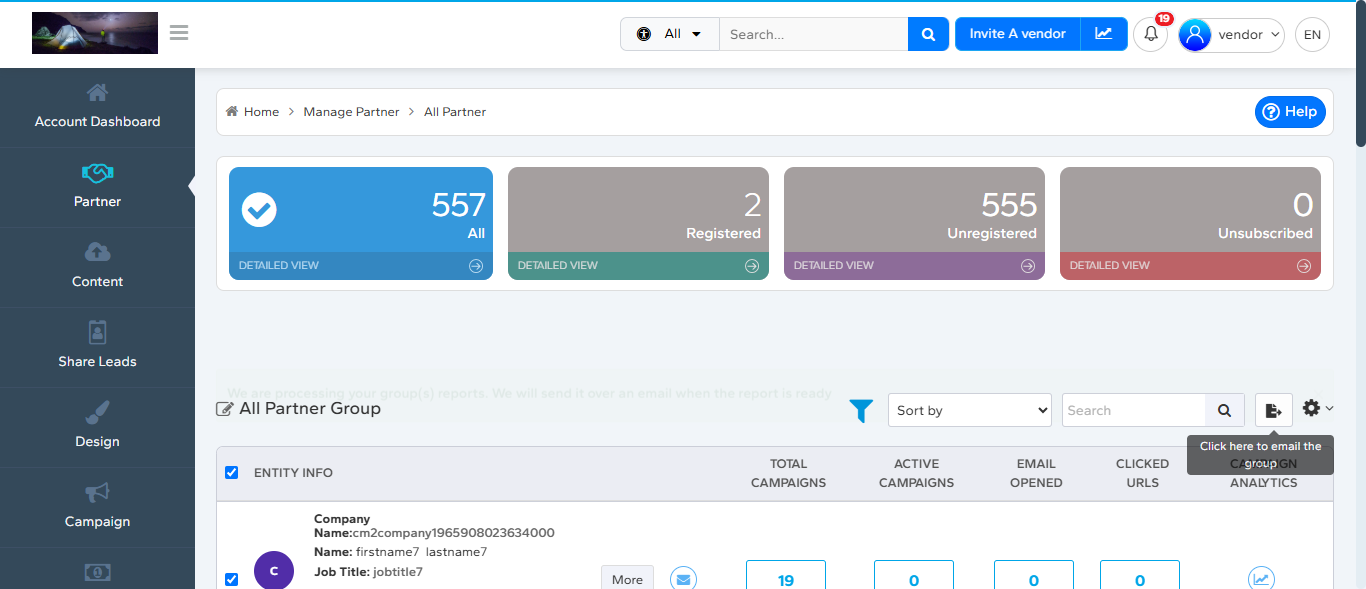 All
Search...
Invite A vendor
19
vendor
EN
Account Dashboard
Partner
Content
Share Leads
Design
Campaign
Home > Manage Partner > All Partner
Help
557
All
DETAILED VIEW
2
Registered
DETAILED VIEW
555
Unregistered
DETAILED VIEW
0
Unsubscribed
DETAILED VIEW
We are processing your group(s) reports. We will send it over an email when the report is ready
All Partner Group
Sort by
Search
Click here to email the
group
ENTITY INFO
TOTAL
CAMPAIGNS
ACTIVE
CAMPAIGNS
EMAIL
OPENED
CLICKED
URLS
CAMPAIGN
ANALYTICS
C
Company
Name:cm2company1965908023634000
Name: firstname7 lastname7
Job Title: jobtitle7
More
19
0
0
0